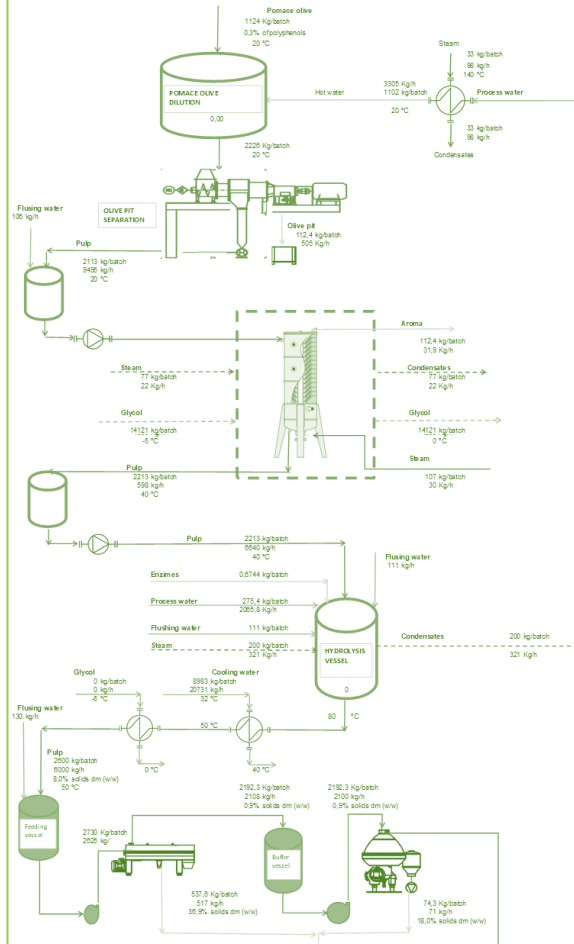 Pomace olive
1124 Kg/batch
0,3% of polyphenols
20 °C
Steam
33 kg/batch
98 kg/h
140 °C
POMACE OLIVE
DILUTION
0,00
Hot water
3305 Kg/h
1102 kg/batch
20 °C
Process water
33 kg/batch
98 kg/h
Condensates
2226 Kg/batch
20 °C
Flusing water
106 kg/h
OLIVE PIT
SEPARATION
Olive pit
112,4 kg/batch
505 Kg/h
Pulp
2113 kg/batch
9495 kg/h
20 °C
Aroma
112,4 kg/batch
31,9 Kg/h
Steam
77 kg/batch
22 Kg/h
Condensates
77 kg/batch
22 Kg/h
Glycol
14121 kg/batch
-5 °C
Glycol
14121 kg/batch
0 °C
Steam
107 kg/batch
30 Kg/h
Pulp
2213 kg/batch
598 kg/h
40 °C
Pulp
2213 kg/batch
6640 kg/h
40 °C
Flusing water
111 kg/h
Enzimes
0,6744 kg/batch
Process water
275,4 kg/batch
2065,8 Kg/h
Flushing water
111 kg/batch
Steam
200 kg/batch
321 Kg/h
HYDROLYSIS
VESSEL
0
Condensates
200 kg/batch
321 Kg/h
Glycol
0 kg/batch
0 kg/h
Cooling water
8983 kg/batch
20731 kg/h
32 °C
Flusing water
130 kg/h
50 °C
80 °C
0 °C
40 °C
Pulp
2600 kg/batch
6000 kg/h
8,0% solids dm (w/w)
50 °C
Feeding
vessel
2730 Kg/batch
2625 kg/
2192,3 Kg/batch
2108 kg/h
0,9% solids dm (w/w)
2192,3 Kg/batch
2100 kg/h
0,9% solids dm (w/w)
Buffer
vessel
537,6 Kg/batch
517 kg/h
36,9% solids dm (w/w)
74,3 Kg/batch
71 kg/h
18,0% solids dm (w/w)